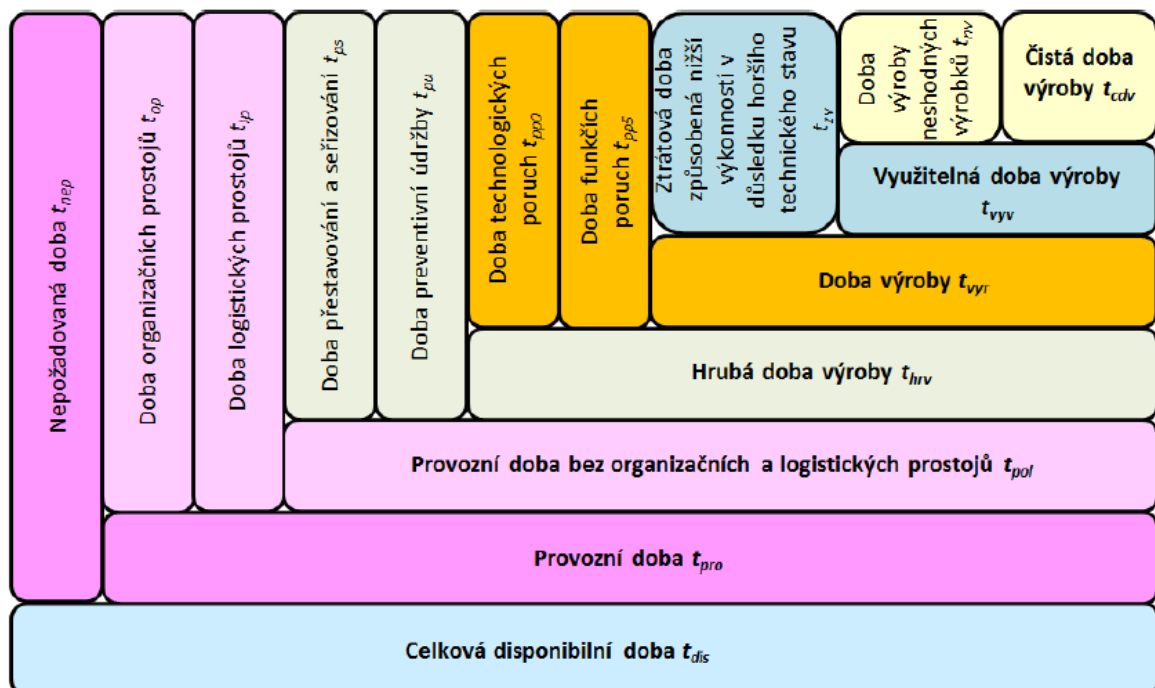 Nepožadovaná doba t_nep
Doba organizačních prostojů t_op
Doba logistických prostojů t_lp
Doba přestavování a seřizování t_ps
Doba preventivní údržby t_pu
Doba technologických
poruch t_pp0
Doba funkčích
poruch t_pp5
Ztrátová doba
způsobená nižší
výkonností v
důsledku horšího
technického stavu
t_zv
Doba
výroby
neshodných
výrobků t_nv
Čistá doba
výroby t_cdv
Využitelná doba výroby
t_vyv
Doba výroby t_vyr
Hrubá doba výroby t_hrv
Provozní doba bez organizačních a logistických prostojů t_pol
Provozní doba t_pro
Celková disponibilní doba t_dis